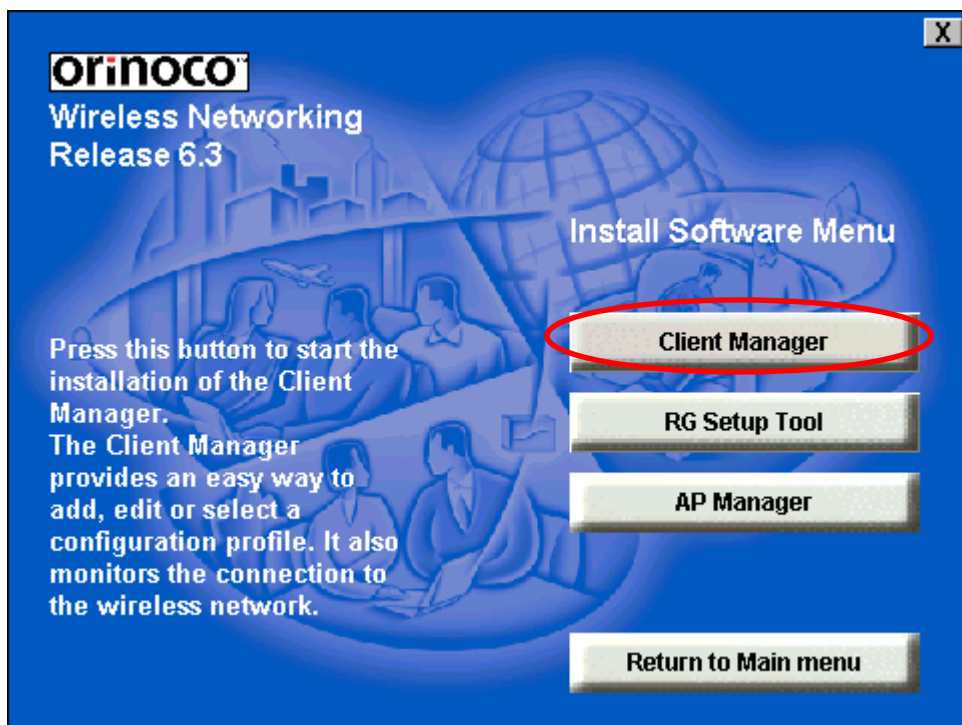 X
orinoco™
Wireless Networking
Release 6.3
Install Software Menu
Press this button to start the
installation of the Client
Manager.
The Client Manager
provides an easy way to
add, edit or select a
configuration profile. It also
monitors the connection to
the wireless network.
Client Manager
RG Setup Tool
AP Manager
Return to Main menu